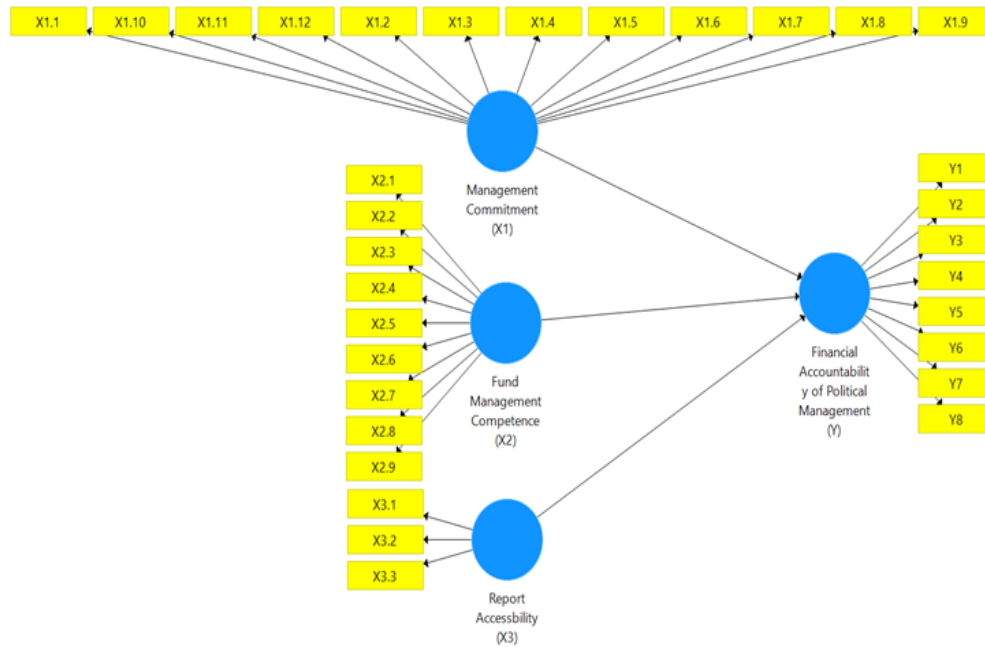 X1.1 X1.10 X1.11 X1.12 X1.2 X1.3 X1.4 X1.5 X1.6 X1.7 X1.8 X1.9
Management
Commitment
(X1)
X2.1
X2.2
X2.3
X2.4
X2.5
X2.6
X2.7
X2.8
X2.9
Fund
Management
Competence
(X2)
X3.1
X3.2
X3.3
Report
Accessbility
(X3)
Y1
Y2
Y3
Y4
Y5
Y6
Y7
Y8
Financial
Accountabilit
y of Political
Management
(Y)